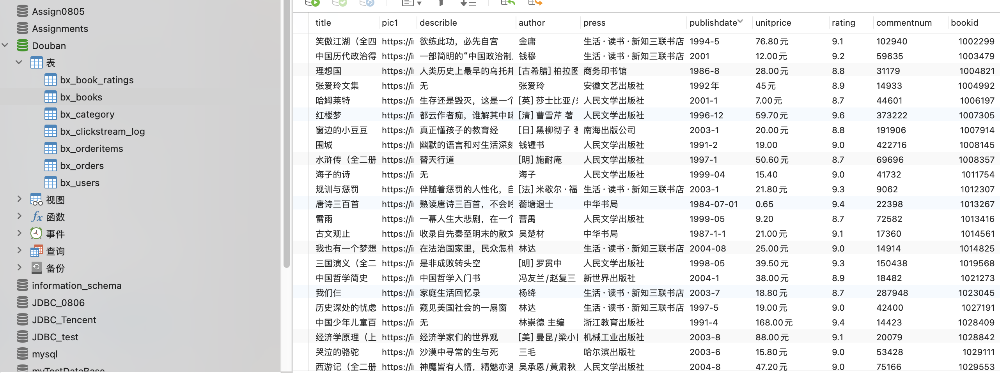 Assign0805
Assignments
Douban
表
bx_book_ratings
bx_books
bx_category
bx_clickstream_log
bx_orderitems
bx_orders
bx_users
视图
fx 函数
事件
查询
备份
information_schema
JDBC_0806
JDBC_Tencent
JDBC_test
mysql
myTestDataBase
title pic1 describle author press publishdate unitprice rating commentnum bookid
笑傲江湖（全四 https://i 欲练此功，必先自宫 金庸 生活·读书·新知三联书店 1994-5 76.80元 9.1 102940 1002299
中国历代政治得 https://i 一部简明的“中国政治制 钱穆 生活·读书·新知三联书店 2001 12.00元 9.2 59635 1003479
理想国 https://i 人类历史上最早的乌托邦 [古希腊] 柏拉图 商务印书馆 1986-8 28.00元 8.8 31179 1004821
张爱玲文集 https://i 无 张爱玲 安徽文艺出版社 1992年 45元 8.9 14933 1004992
哈姆莱特 https://i 生存还是毁灭，这是一个 [英] 莎士比亚/ 人民文学出版社 2001-1 7.00元 8.7 44601 1006197
红楼梦 https://i 都云作者痴，谁解其中味 [清] 曹雪芹 著 人民文学出版社 1996-12 59.70元 9.6 373222 1007305
窗边的小豆豆 https://i 真正懂孩子的教育经 [日] 黑柳彻子 著 南海出版公司 2003-1 20.00元 8.8 191906 1007914
围城 https://i 幽默的语言和对生活深刻 钱锺书 人民文学出版社 1991-2 19.00 9.0 422716 1008145
水浒传（全二册 https://i 替天行道 [明] 施耐庵 人民文学出版社 1997-1 50.60元 8.7 69696 1008357
海子的诗 https://i 无 海子 人民文学出版社 1999-04 15.40 9.0 41732 1011754
规训与惩罚 https://i 伴随着惩罚的人性化，自 [法] 米歇尔·福 生活·读书·新知三联书店 2003-1 21.80元 9.3 9062 1012307
唐诗三百首 https://i 熟读唐诗三百首，不会吟 蘅塘退士 中华书局 1984-07-01 0.65 9.4 22398 1013267
雷雨 https://i 一幕人生大悲剧，在一个 曹禺 人民文学出版社 1999-05 9.20 8.7 72582 1013416
古文观止 https://i 收录自先秦至明末的散文 吴楚材 中华书局 1987-1-1 21.00元 9.1 17360 1014561
我也有一个梦想 https://i 在法治国家里，民众怎样 林达 生活·读书·新知三联书店 2004-08 25.00元 9.0 14914 1014825
三国演义（全二 https://i 是非成败转头空 [明] 罗贯中 人民文学出版社 1998-05 39.50元 9.3 150438 1019568
中国哲学简史 https://i 中国哲学入门书 冯友兰/赵复三 新世界出版社 2004-1 38.00元 8.9 18482 1021273
我们仨 https://i 家庭生活回忆录 杨绛 生活·读书·新知三联书店 2003-7 18.80元 8.7 287948 1023045
历史深处的忧虑 https://i 窥见美国社会的一扇窗 林达 生活·读书·新知三联书店 1997-5 19.00元 9.0 42400 1027191
中国少年儿童百 https://i 无 林崇德 主编 浙江教育出版社 1991-4 168.00元 9.4 14423 1028409
经济学原理（上 https://i 经济学家们的世界观 [美] 曼昆/梁小 机械工业出版社 2003-8 88.00元 9.1 20079 1028842
哭泣的骆驼 https://i 沙漠中寻常的生与死 三毛 哈尔滨出版社 2003-6 15.80元 9.0 53428 1029111
西游记（全二册 https://i 神魔皆有人情，精魅亦通 吴承恩/黄肃秋 人民文学出版社 2004-8 47.20元 9.0 75166 1029553